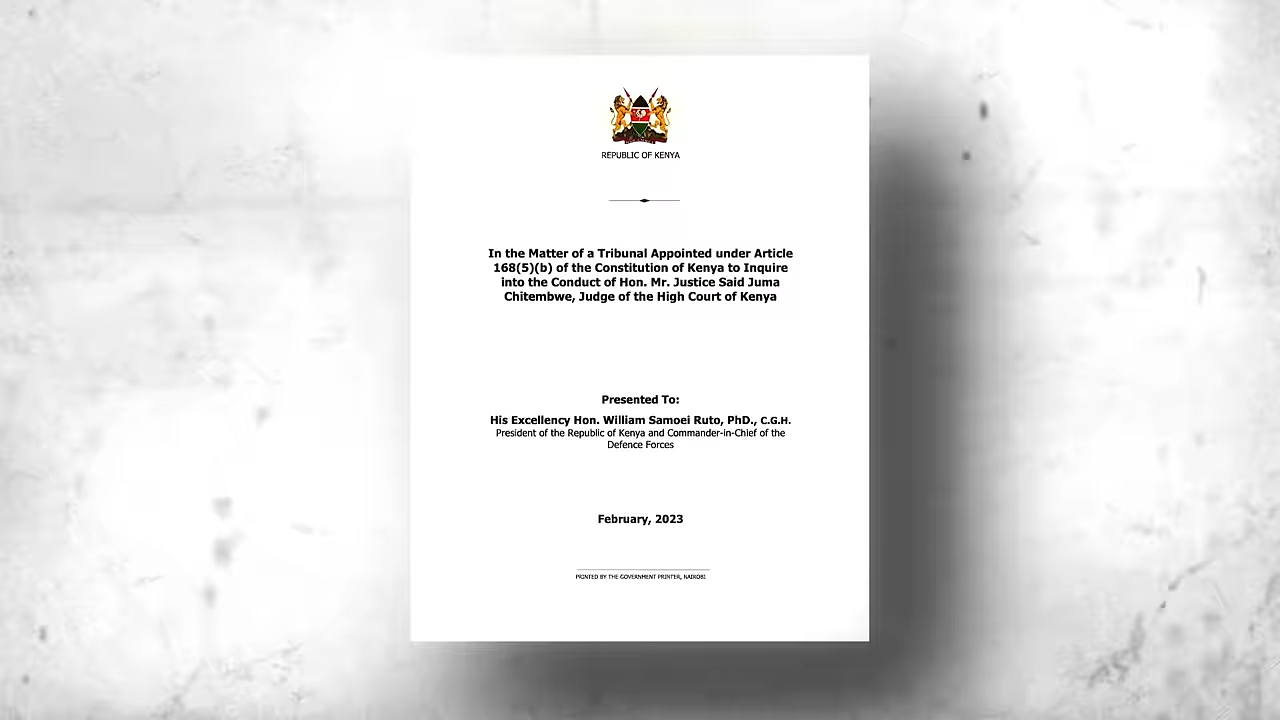 REPUBLIC OF KENYA
In the Matter of a Tribunal Appointed under Article
168(5)(b) of the Constitution of Kenya to Inquire
into the Conduct of Hon. Mr. Justice Said Juma
Chitembwe, Judge of the High Court of Kenya
Presented To:
His Excellency Hon. William Samoei Ruto, PhD., C.G.H.
President of the Republic of Kenya and Commander-in-Chief of the
Defence Forces
February, 2023
PRINTED BY THE GOVERNMENT PRINTER, NAIROBI